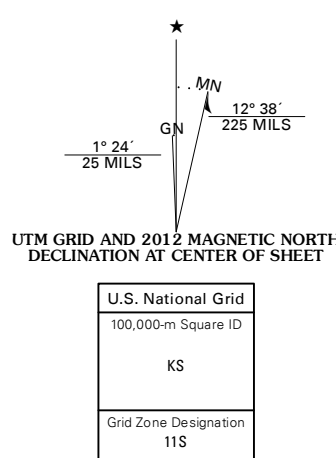 ★
MN
GN
12° 38´
225 MILS
1° 24´
25 MILS
UTM GRID AND 2012 MAGNETIC NORTH
DECLINATION AT CENTER OF SHEET
U.S. National Grid
100,000-m Square ID
KS
Grid Zone Designation
11S